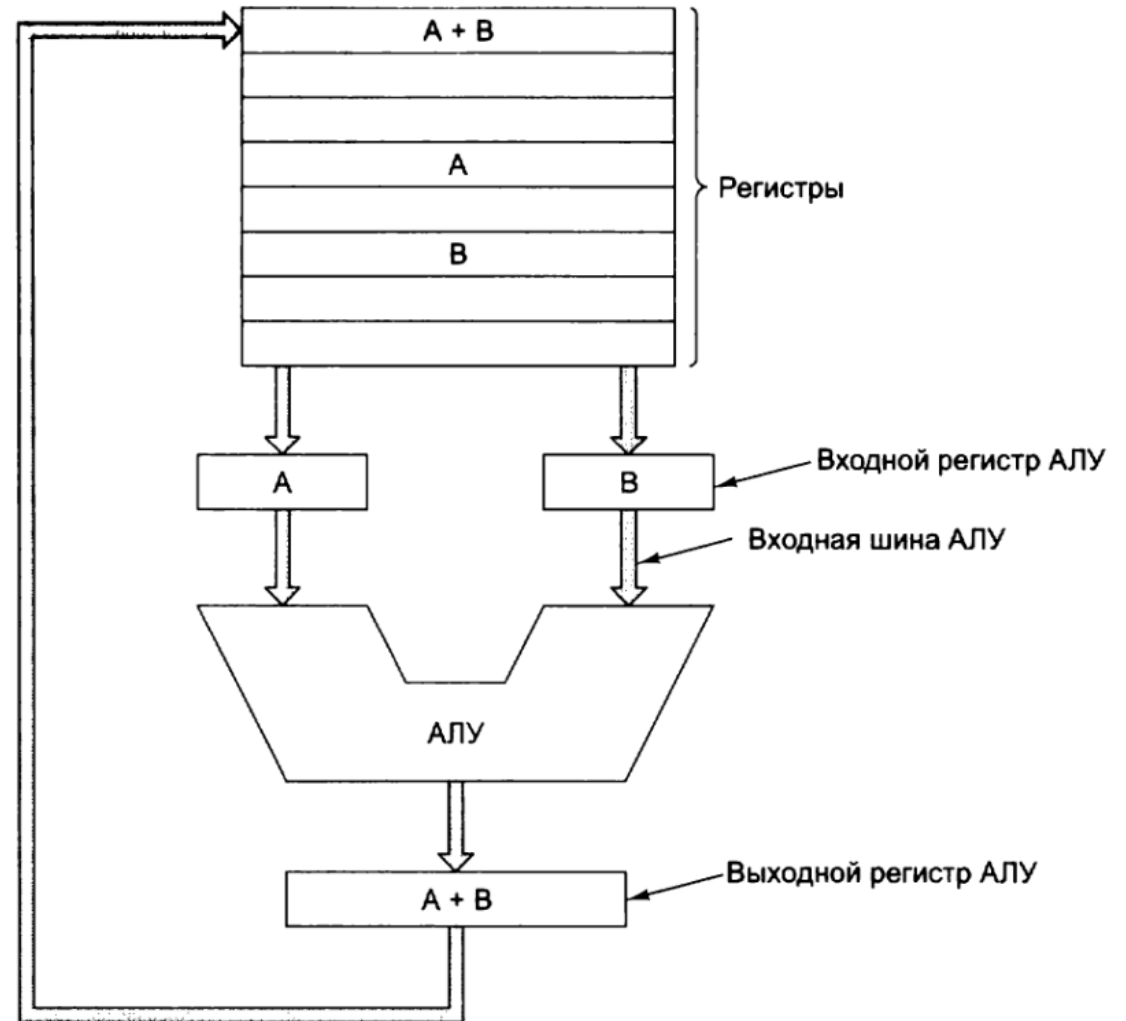 А + В
А
Регистры
В
Входной регистр АЛУ
А
В
Входная шина АЛУ
АЛУ
Выходной регистр АЛУ
А + В